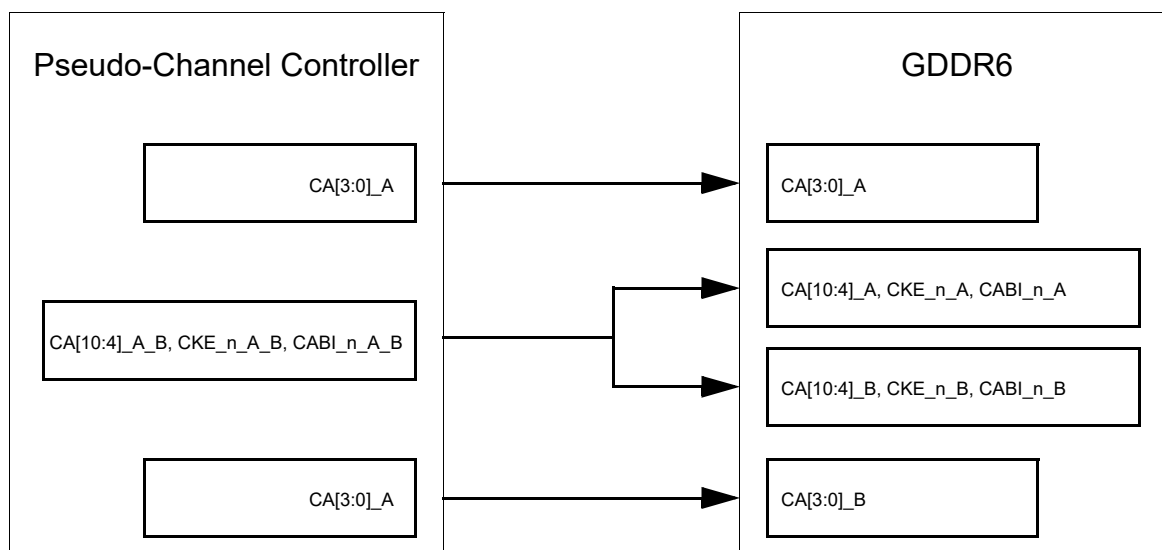 Pseudo-Channel Controller
GDDR6
CA[3:0]_A
CA[3:0]_A
CA[10:4]_A, CKE_n_A, CABI_n_A
CA[10:4]_A_B, CKE_n_A_B, CABI_n_A_B
CA[10:4]_B, CKE_n_B, CABI_n_B
CA[3:0]_A
CA[3:0]_B